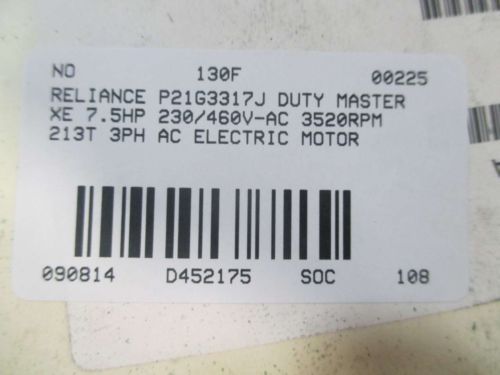 NO 130F 00225
RELIANCE P21G3317J DUTY MASTER
XE 7.5HP 230/460V-AC 3520RPM
213T 3PH AC ELECTRIC MOTOR
090814 D452175 SOC 108